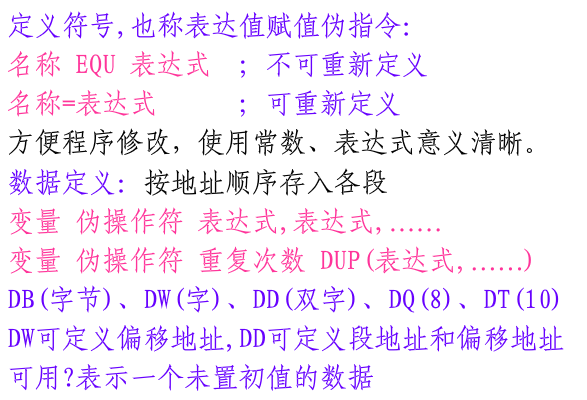 定义符号,也称表达值赋值伪指令:
名称 EQU 表达式 ; 不可重新定义
名称=表达式 ; 可重新定义
方便程序修改，使用常数、表达式意义清晰。
数据定义: 按地址顺序存入各段
变量 伪操作符 表达式,表达式,……
变量 伪操作符 重复次数 DUP(表达式,……)
DB(字节)、DW(字)、DD(双字)、DQ(8)、DT(10)
DW可定义偏移地址,DD可定义段地址和偏移地址
可用?表示一个未置初值的数据